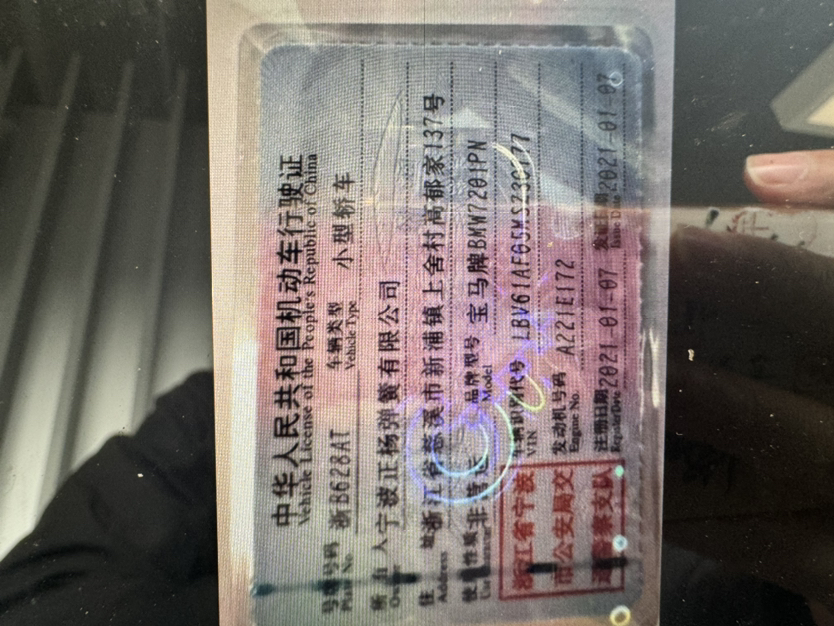 中华人民共和国机动车行驶证
Vehicle License of the People's Republic of China
号牌号码 浙B628AT 车辆类型 小型轿车
Plate No. Vehicle Type
所有人 宁波正杨弹簧有限公司
Owner
住址 浙江省慈溪市新浦镇上舍村高郁家137号
Address
使用性质 非营运 品牌型号 宝马牌BMW7201PN
Use Character Model
浙江省宁波
市公安局交
通警察支队
车辆识别代号
VIN
发动机号码 A221E172
Engine No.
注册日期 2021-01-07 发证日期 2021-01-07
Register Date Issue Date